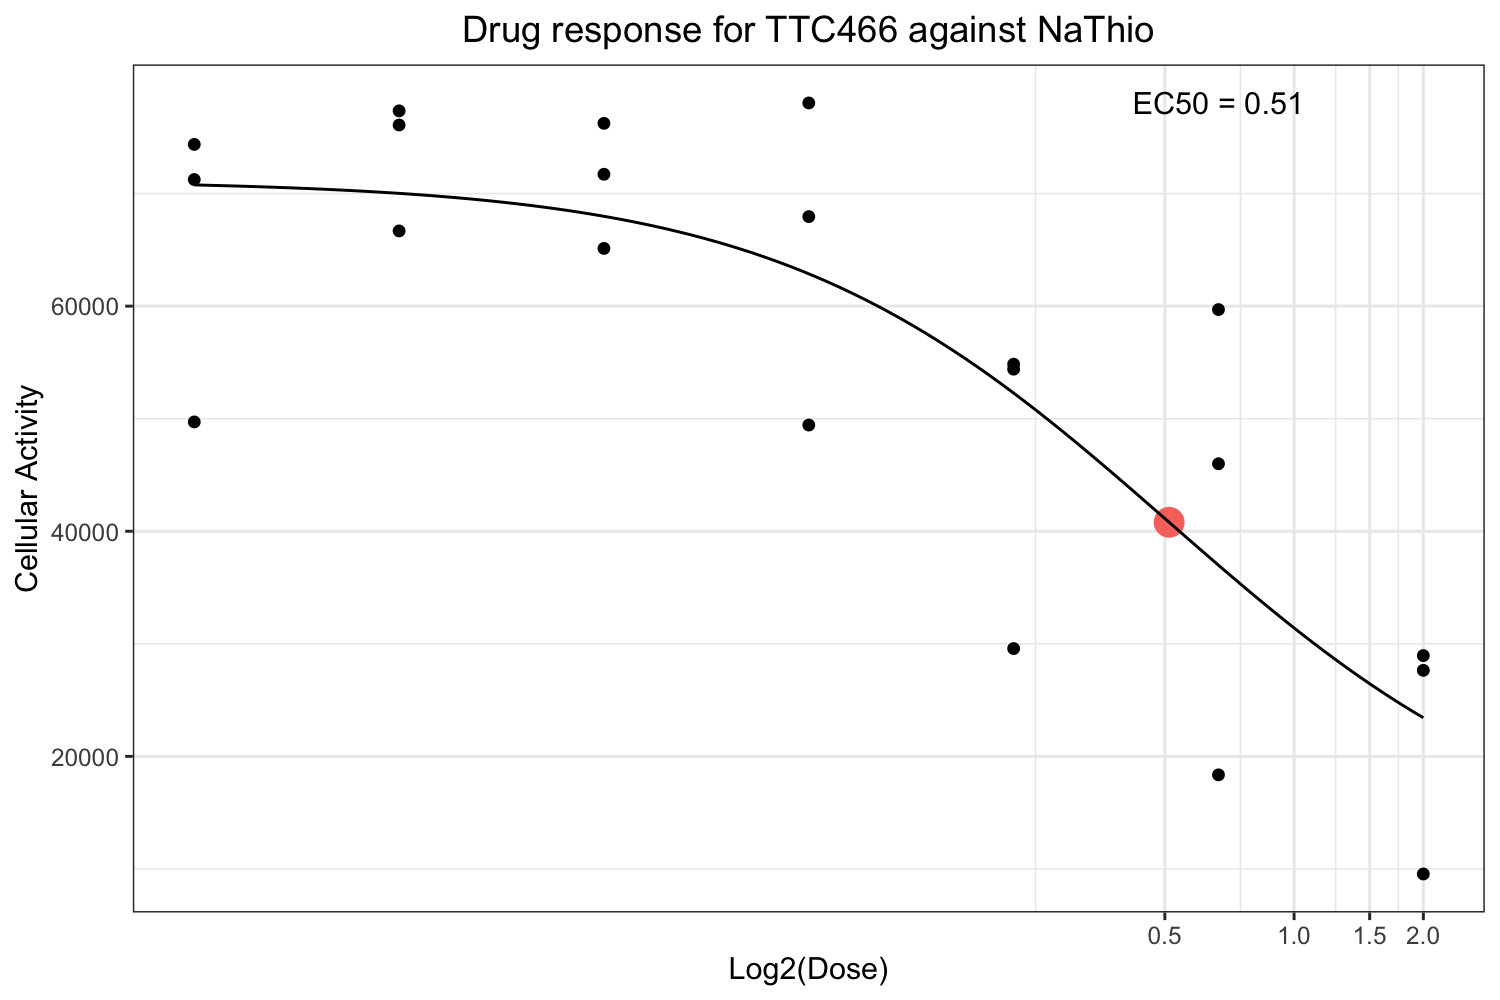 Drug response for TTC466 against NaThio
EC50 = 0.51
60000
40000
20000
Cellular Activity
0.5 1.0 1.5 2.0
Log2(Dose)